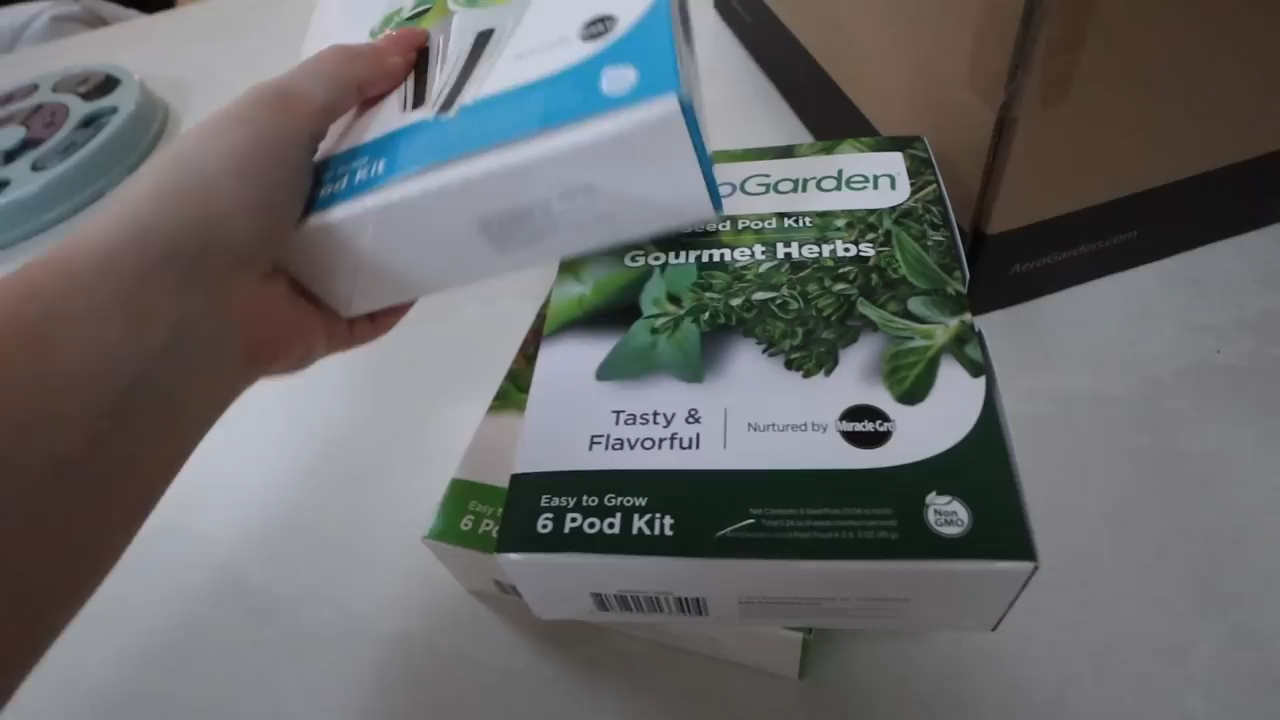 od Kit
oGarden
Seed Pod Kit
Gourmet Herbs
Tasty &
Flavorful
Nurtured by Miracle-Gro
Easy to Grow
6 Pod Kit
Non
GMO
Easy t
6 Po
AeroGarden.com